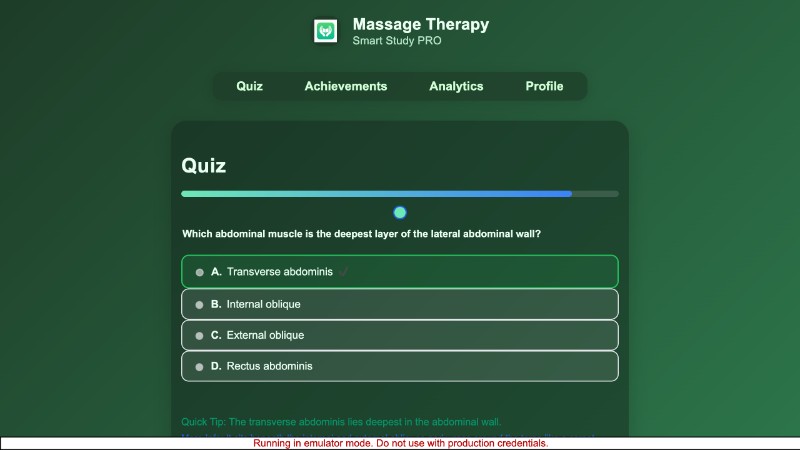 Massage Therapy
Smart Study PRO
Quiz
Achievements
Analytics
Profile
Quiz
Which abdominal muscle is the deepest layer of the lateral abdominal wall?
A. Transverse abdominis ✓
B. Internal oblique
C. External oblique
D. Rectus abdominis
Quick Tip: The transverse abdominis lies deepest in the abdominal wall.
Running in emulator mode. Do not use with production credentials.